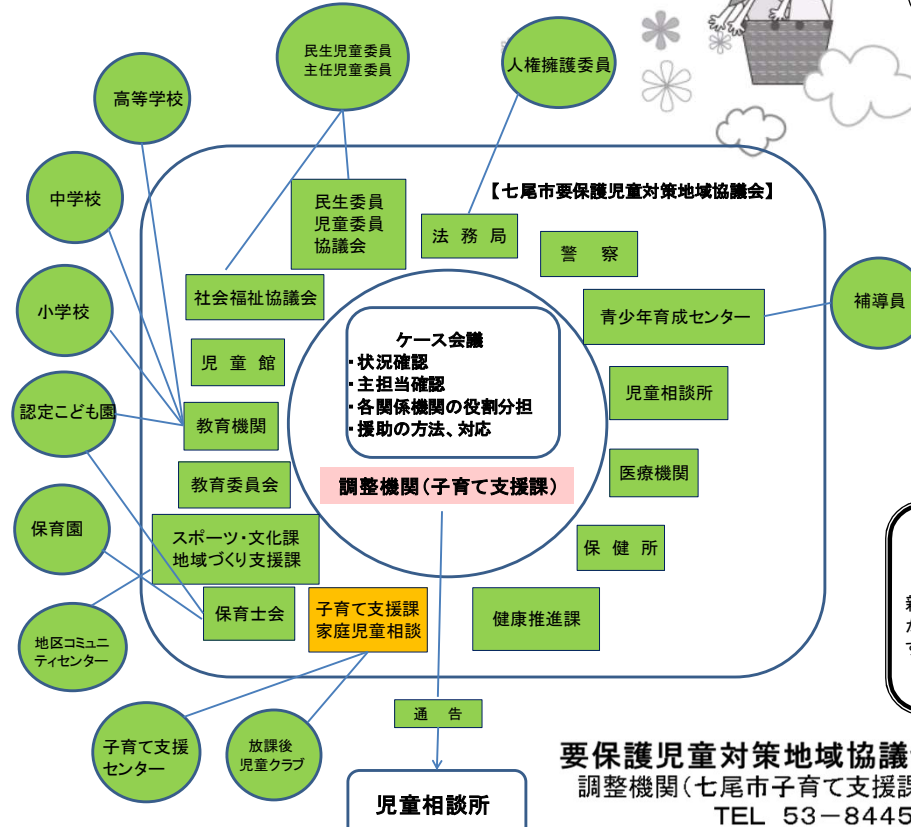 民生児童委員
主任児童委員
人権擁護委員
高等学校
中学校
小学校
認定こども園
保育園
地区コミュニ
ティセンター
子育て支援
センター
放課後
児童クラブ
補導員
【七尾市要保護児童対策地域協議会】
民生委員
児童委員
協議会
法務局
警察
社会福祉協議会
青少年育成センター
児童館
児童相談所
教育機関
医療機関
教育委員会
スポーツ・文化課
地域づくり支援課
保健所
保育士会
子育て支援課
家庭児童相談
健康推進課
ケース会議
・状況確認
・主担当確認
・各関係機関の役割分担
・援助の方法、対応
調整機関(子育て支援課)
通告
児童相談所
要保護児童対策地域協議
調整機関(七尾市子育て支援課
TEL 53-8445